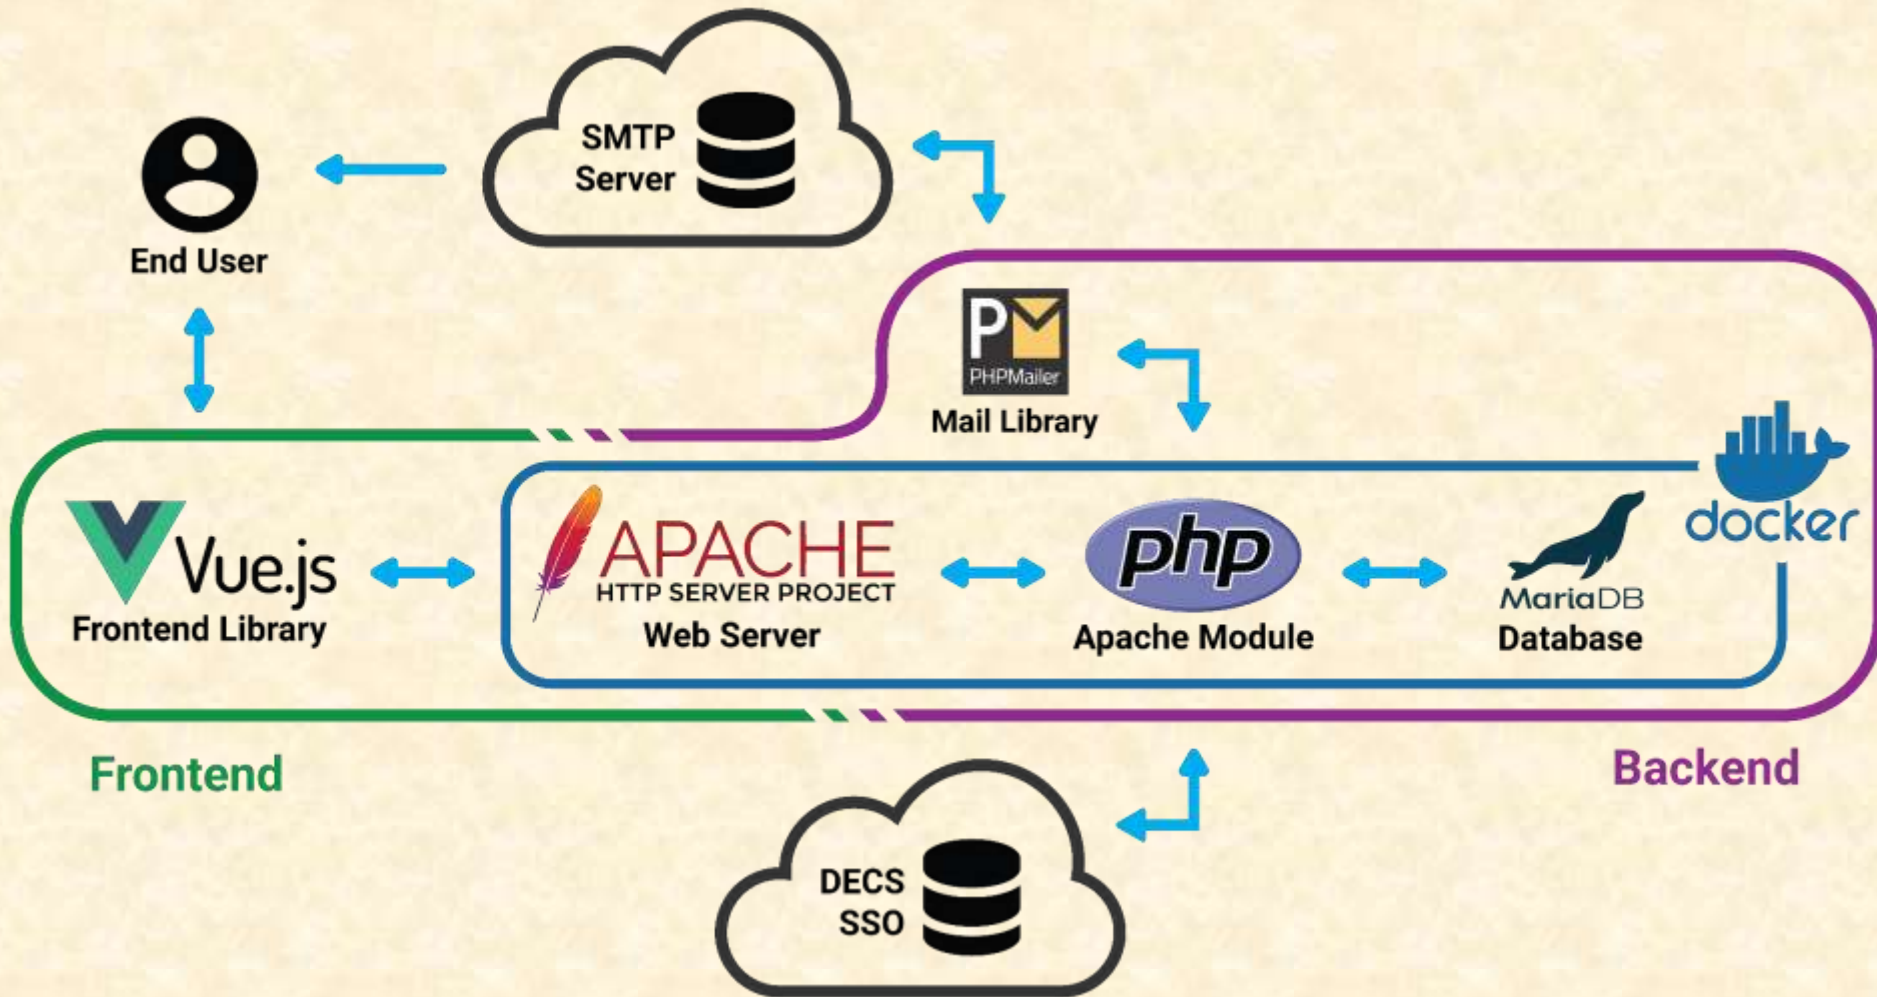 SMTP
Server
End User
P
PHPMailer
Mail Library
docker
Vue.js
Frontend Library
APACHE
HTTP SERVER PROJECT
Web Server
php
Apache Module
MariaDB
Database
Frontend
Backend
DECS
SSO